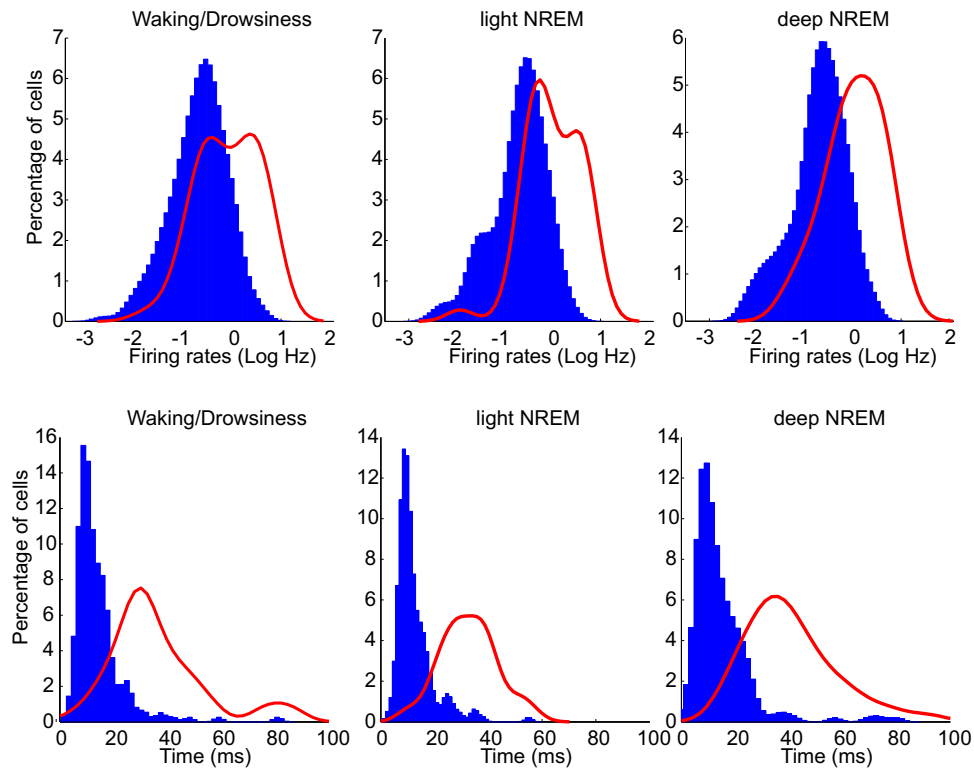 Waking/Drowsiness
light NREM
deep NREM
Percentage of cells
7
6
5
4
3
2
1
0
7
6
5
4
3
2
1
0
6
5
4
3
2
1
0
-3 -2 -1 0 1 2
-3 -2 -1 0 1 2
-3 -2 -1 0 1 2
Firing rates (Log Hz)
Firing rates (Log Hz)
Firing rates (Log Hz)
Waking/Drowsiness
light NREM
deep NREM
Percentage of cells
16
14
12
10
8
6
4
2
0
14
12
10
8
6
4
2
0
14
12
10
8
6
4
2
0
0 20 40 60 80 100
0 20 40 60 80 100
0 20 40 60 80 100
Time (ms)
Time (ms)
Time (ms)